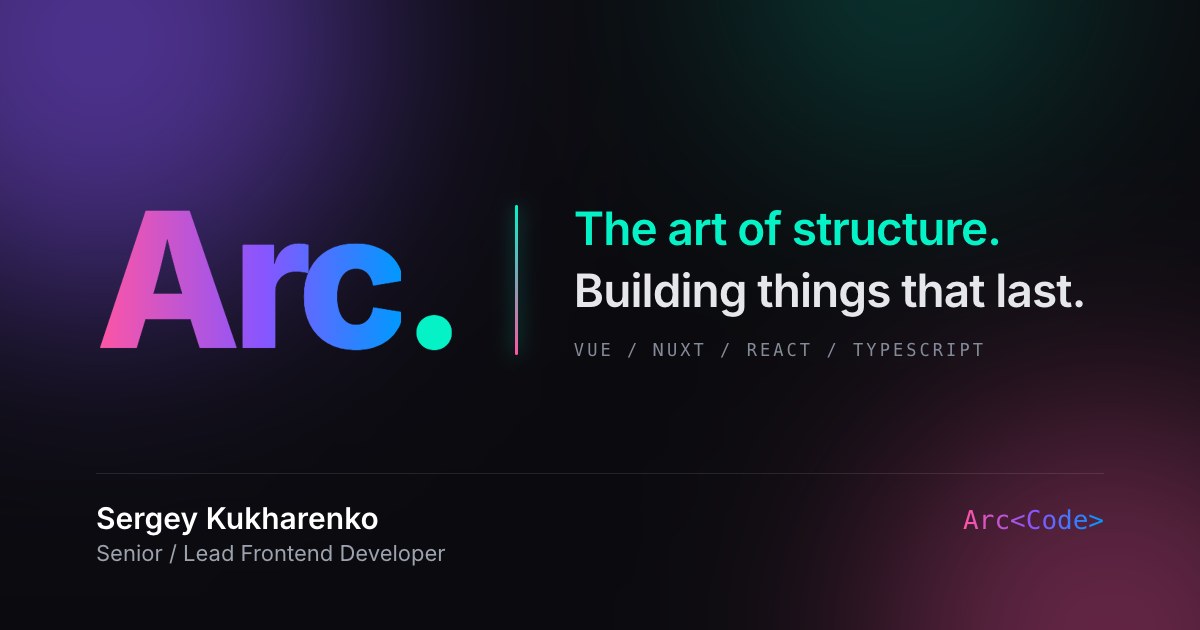 Arc.
The art of structure.
Building things that last.
VUE / NUXT / REACT / TYPESCRIPT
Sergey Kukharenko
Senior / Lead Frontend Developer
Arc<Code>